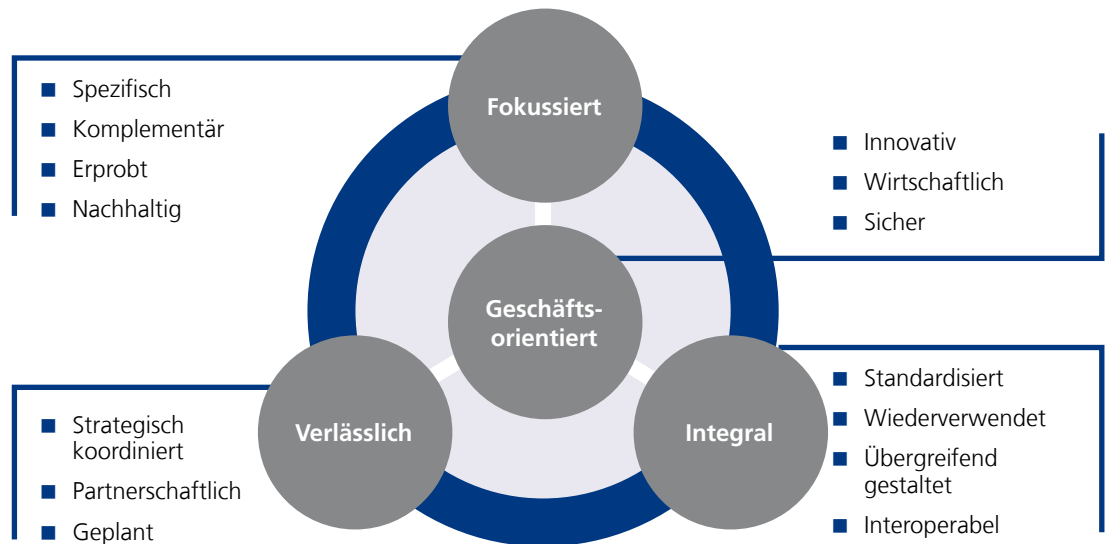 Fokussiert
Spezifisch
Komplementär
Erprobt
Nachhaltig
Innovativ
Wirtschaftlich
Sicher
Geschäfts-
orientiert
Verlässlich
Strategisch
koordiniert
Partnerschaftlich
Geplant
Integral
Standardisiert
Wiederverwendet
Übergreifend
gestaltet
Interoperabel